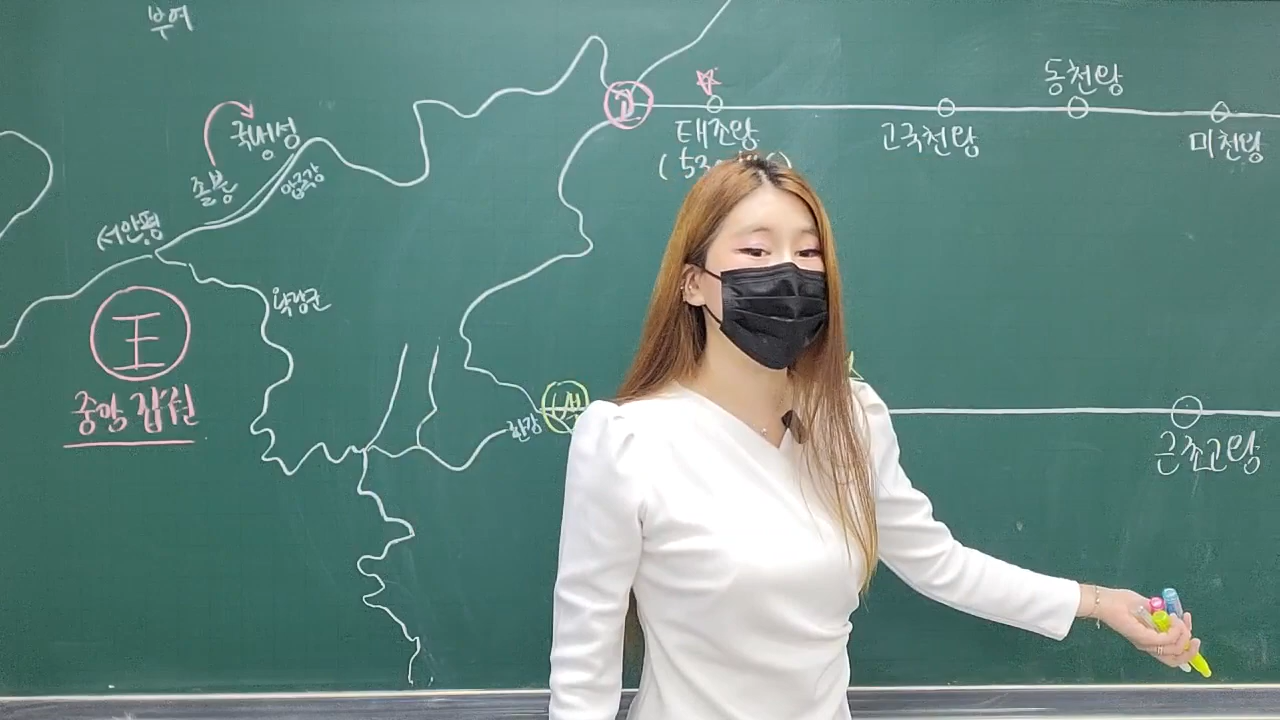 부여
국내성
졸본
압록강
서안평
낙랑군
王
중앙 집권
한강
고
태조왕
(53
고국천왕
동천왕
미천왕
근초고왕